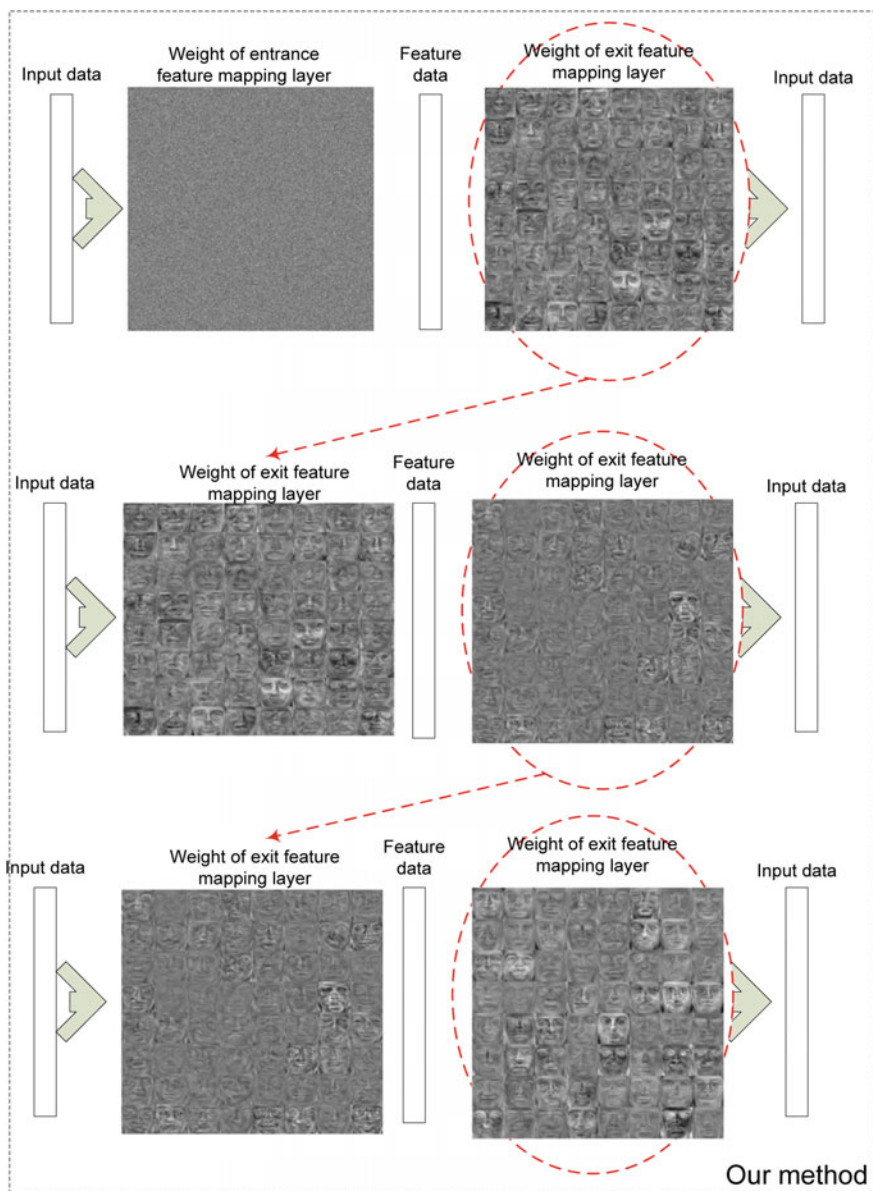 Input data
Weight of entrance
feature mapping layer
Feature
data
Weight of exit feature
mapping layer
Input data
Input data
Weight of exit feature
mapping layer
Feature
data
Weight of exit feature
mapping layer
Input data
Input data
Weight of exit feature
mapping layer
Feature
data
Weight of exit feature
mapping layer
Input data
Our method